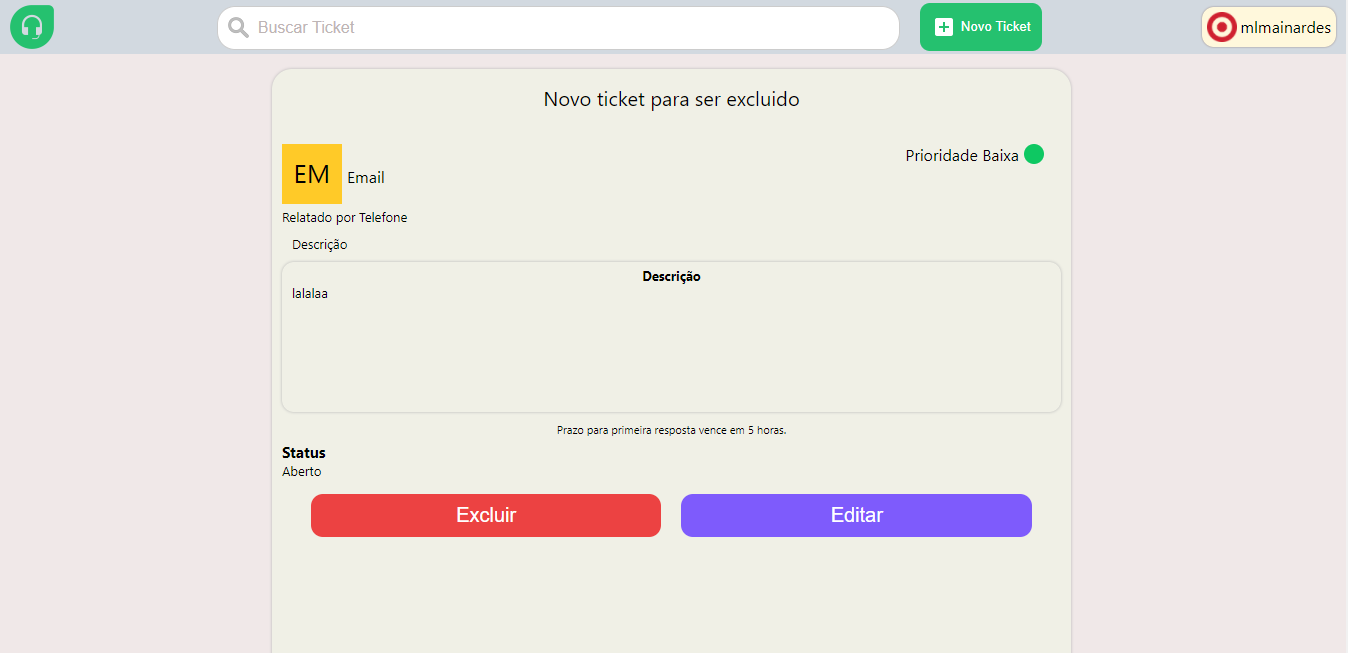 Buscar Ticket
Novo Ticket
mlmainardes
Novo ticket para ser excluido
EM
Email
Prioridade Baixa
Relatado por Telefone
Descrição
Descrição
lalalaa
Prazo para primeira resposta vence em 5 horas.
Status
Aberto
Excluir
Editar